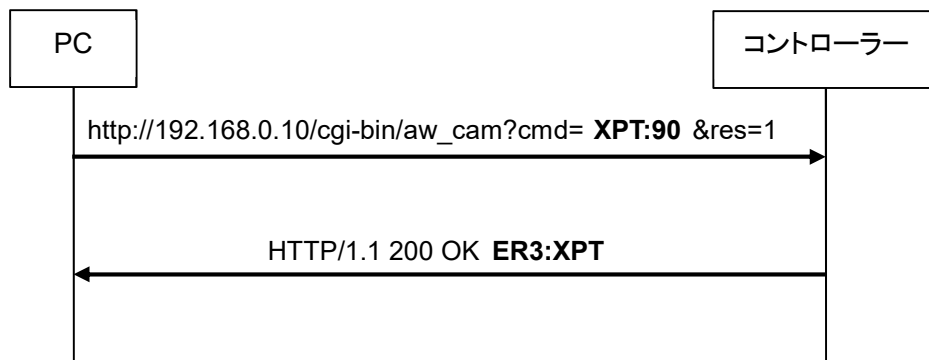 PC
コントローラー
http://192.168.0.10/cgi-bin/aw_cam?cmd= XPT:90 &res=1
HTTP/1.1 200 OK ER3:XPT